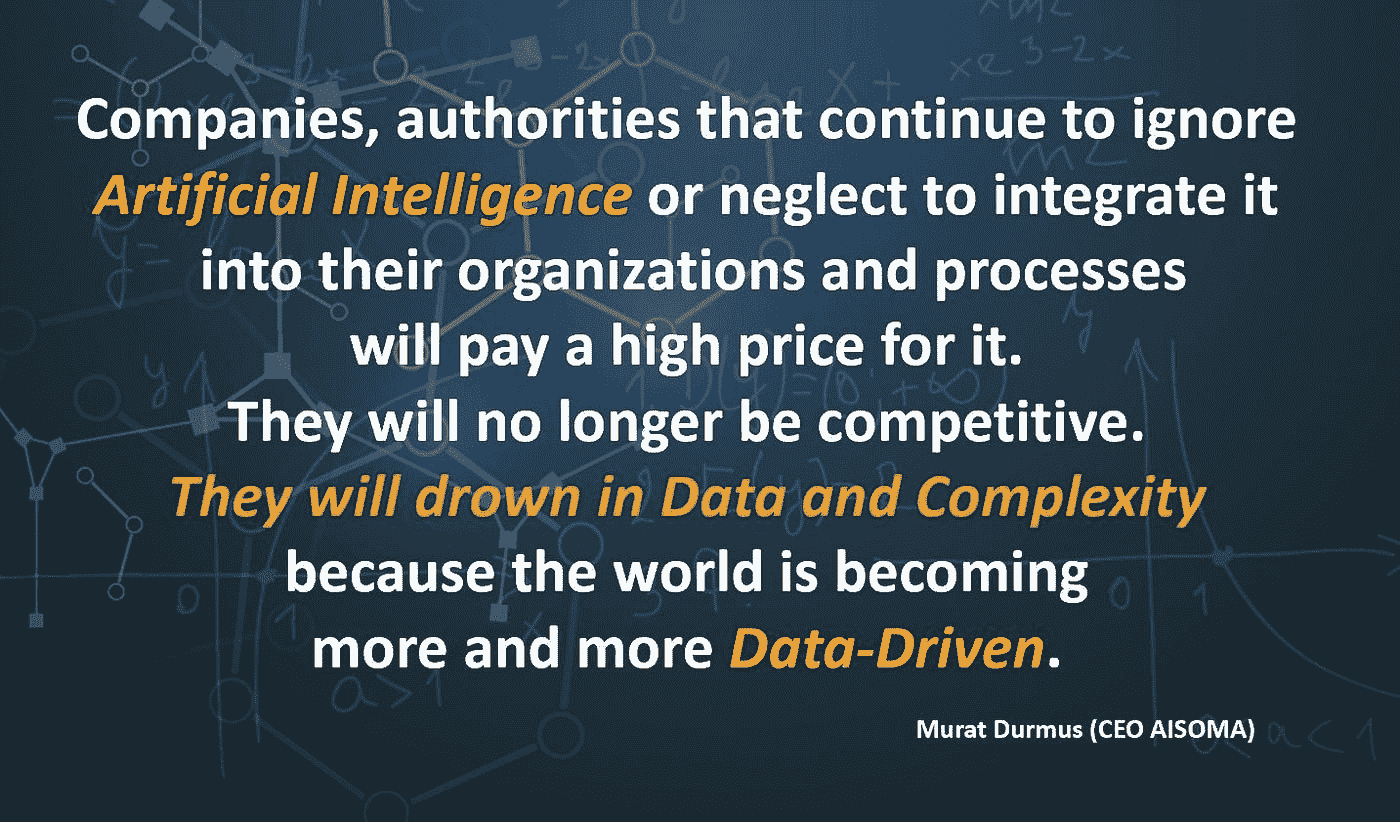 Companies, authorities that continue to ignore
Artificial Intelligence or neglect to integrate it
into their organizations and processes
will pay a high price for it.
They will no longer be competitive.
They will drown in Data and Complexity
because the world is becoming
more and more Data-Driven.
Murat Durmus (CEO AISOMA)